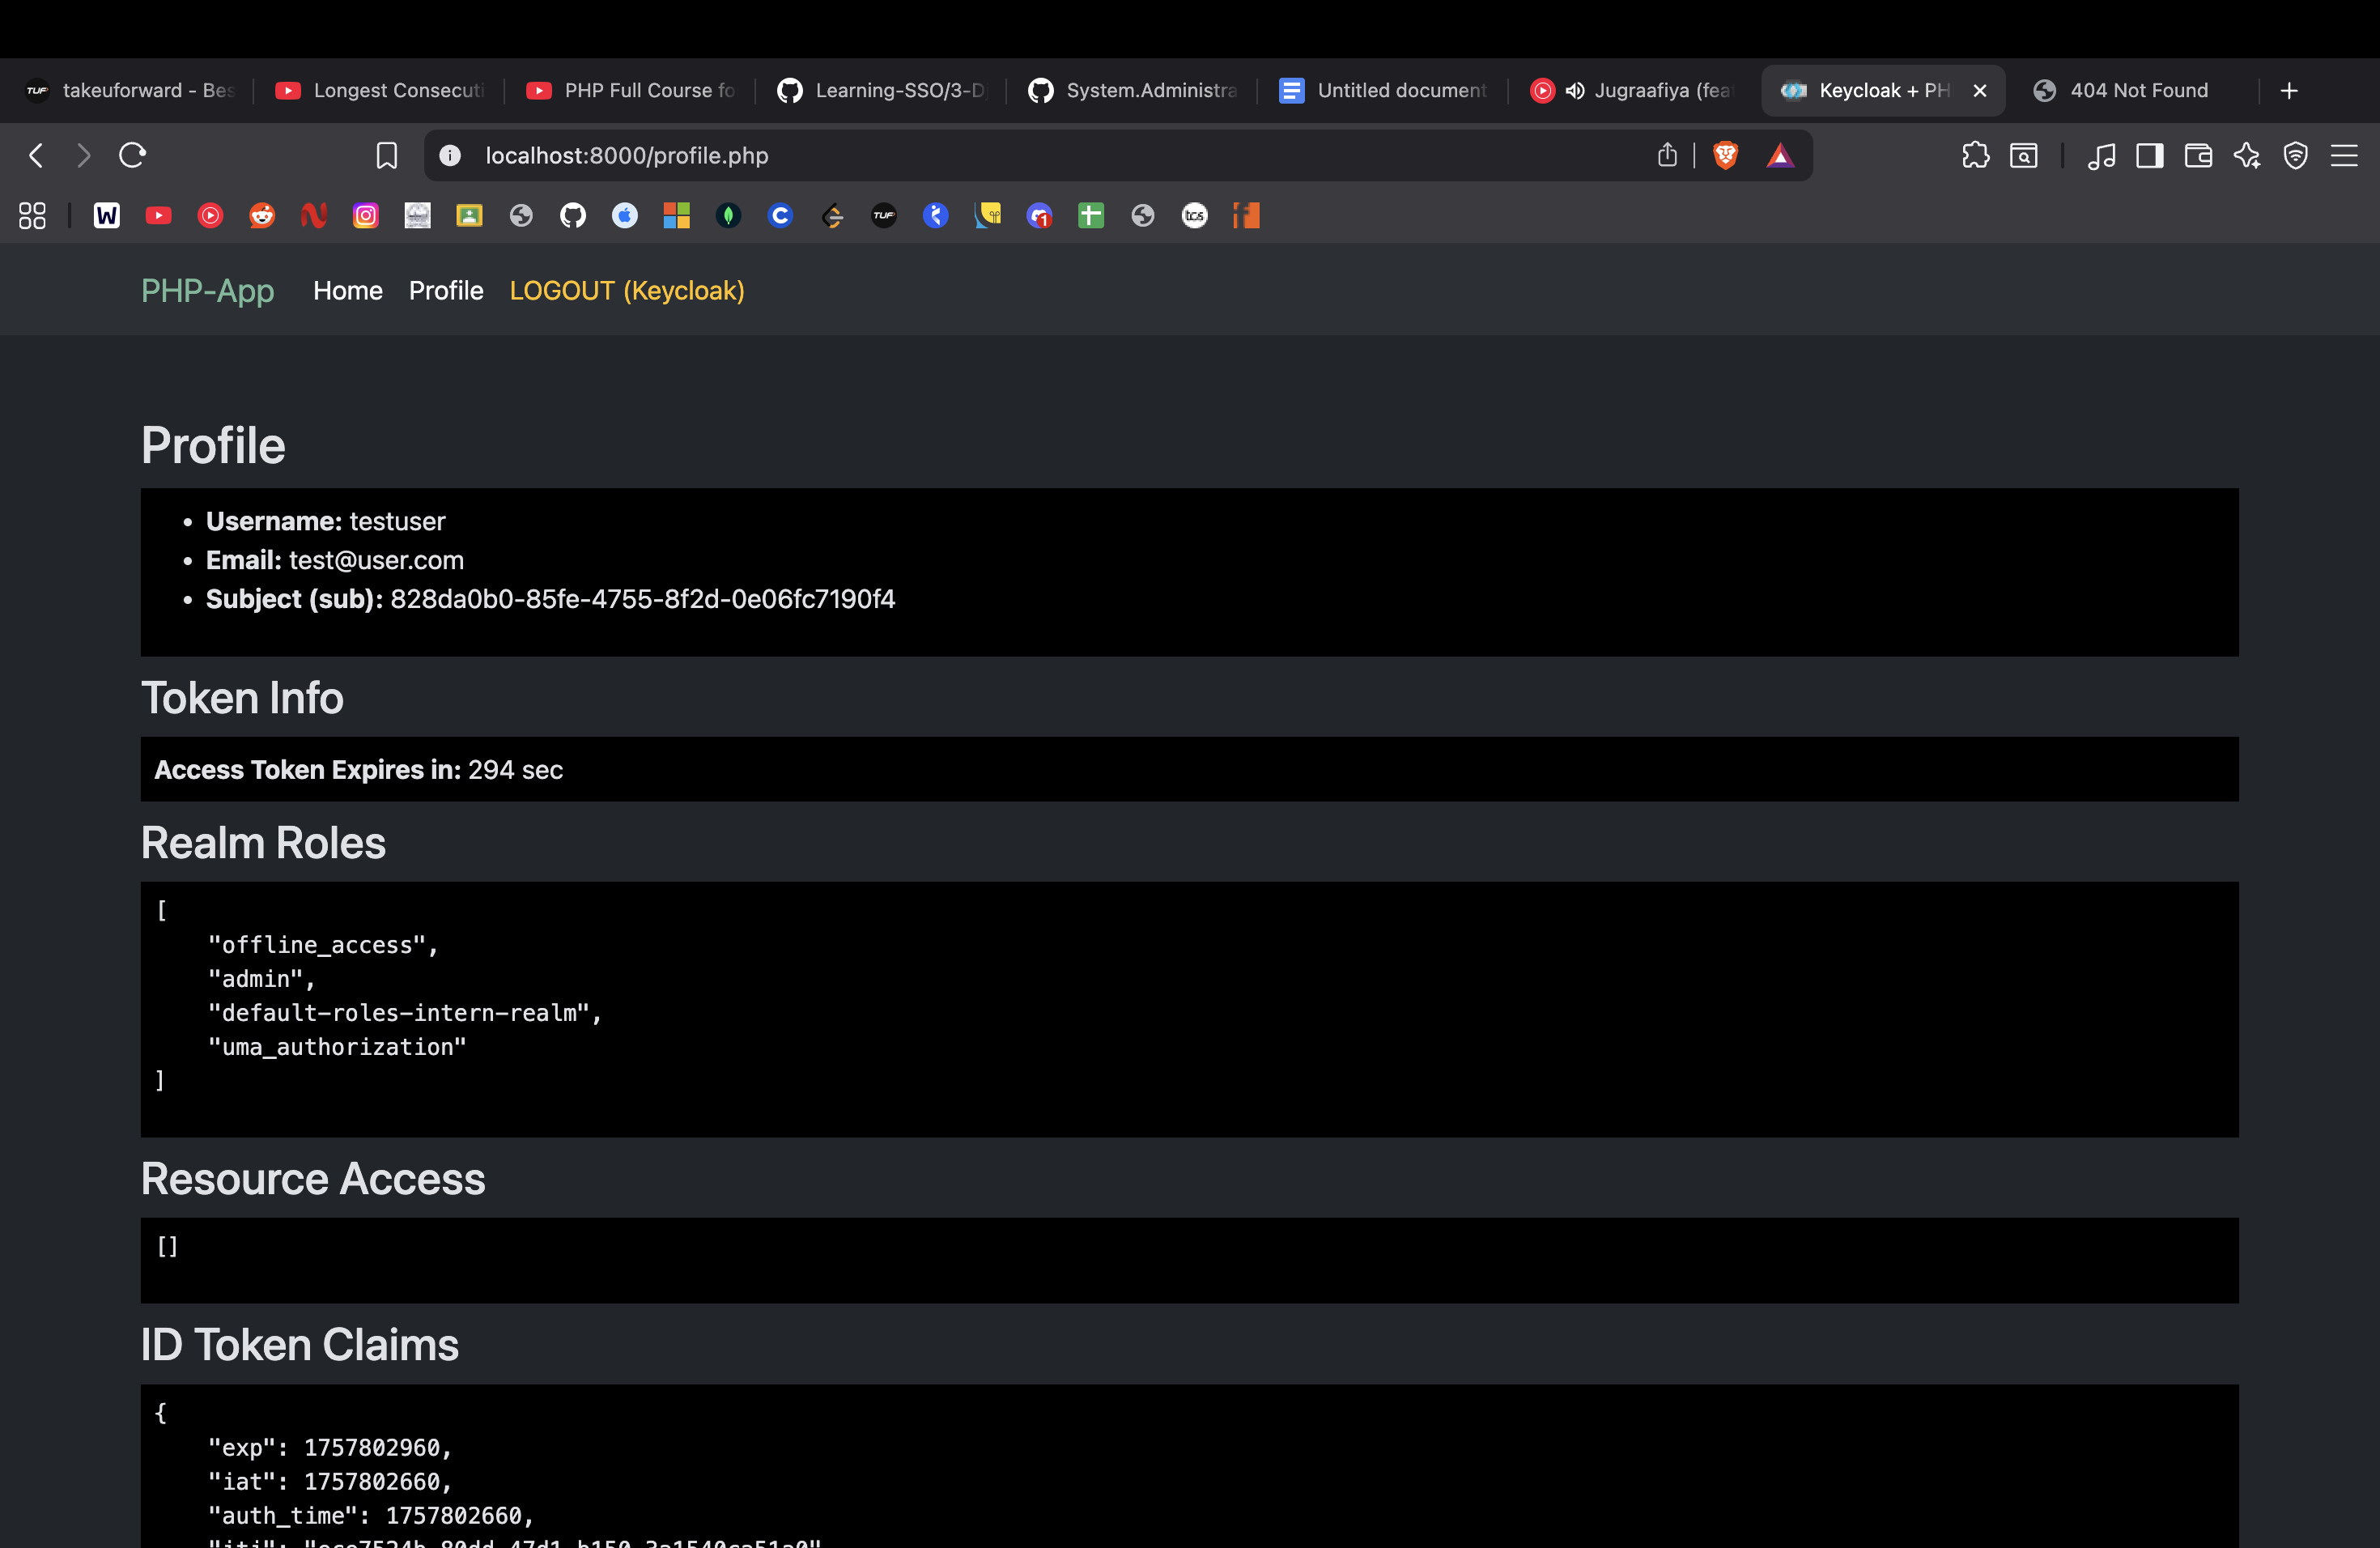 takeuforward - Bes
Longest Consecuti
PHP Full Course fo
Learning-SSO/3-D
System.Administra
Untitled document
Jugraafiya (fea
Keycloak + PH
404 Not Found
localhost:8000/profile.php
PHP-App Home Profile LOGOUT (Keycloak)
Profile
• Username: testuser
• Email: test@user.com
• Subject (sub): 828da0b0-85fe-4755-8f2d-0e06fc7190f4
Token Info
Access Token Expires in: 294 sec
Realm Roles
[
"offline_access",
"admin",
"default-roles-intern-realm",
"uma_authorization"
]
Resource Access
[]
ID Token Claims
{
"exp": 1757802960,
"iat": 1757802660,
"auth_time": 1757802660,